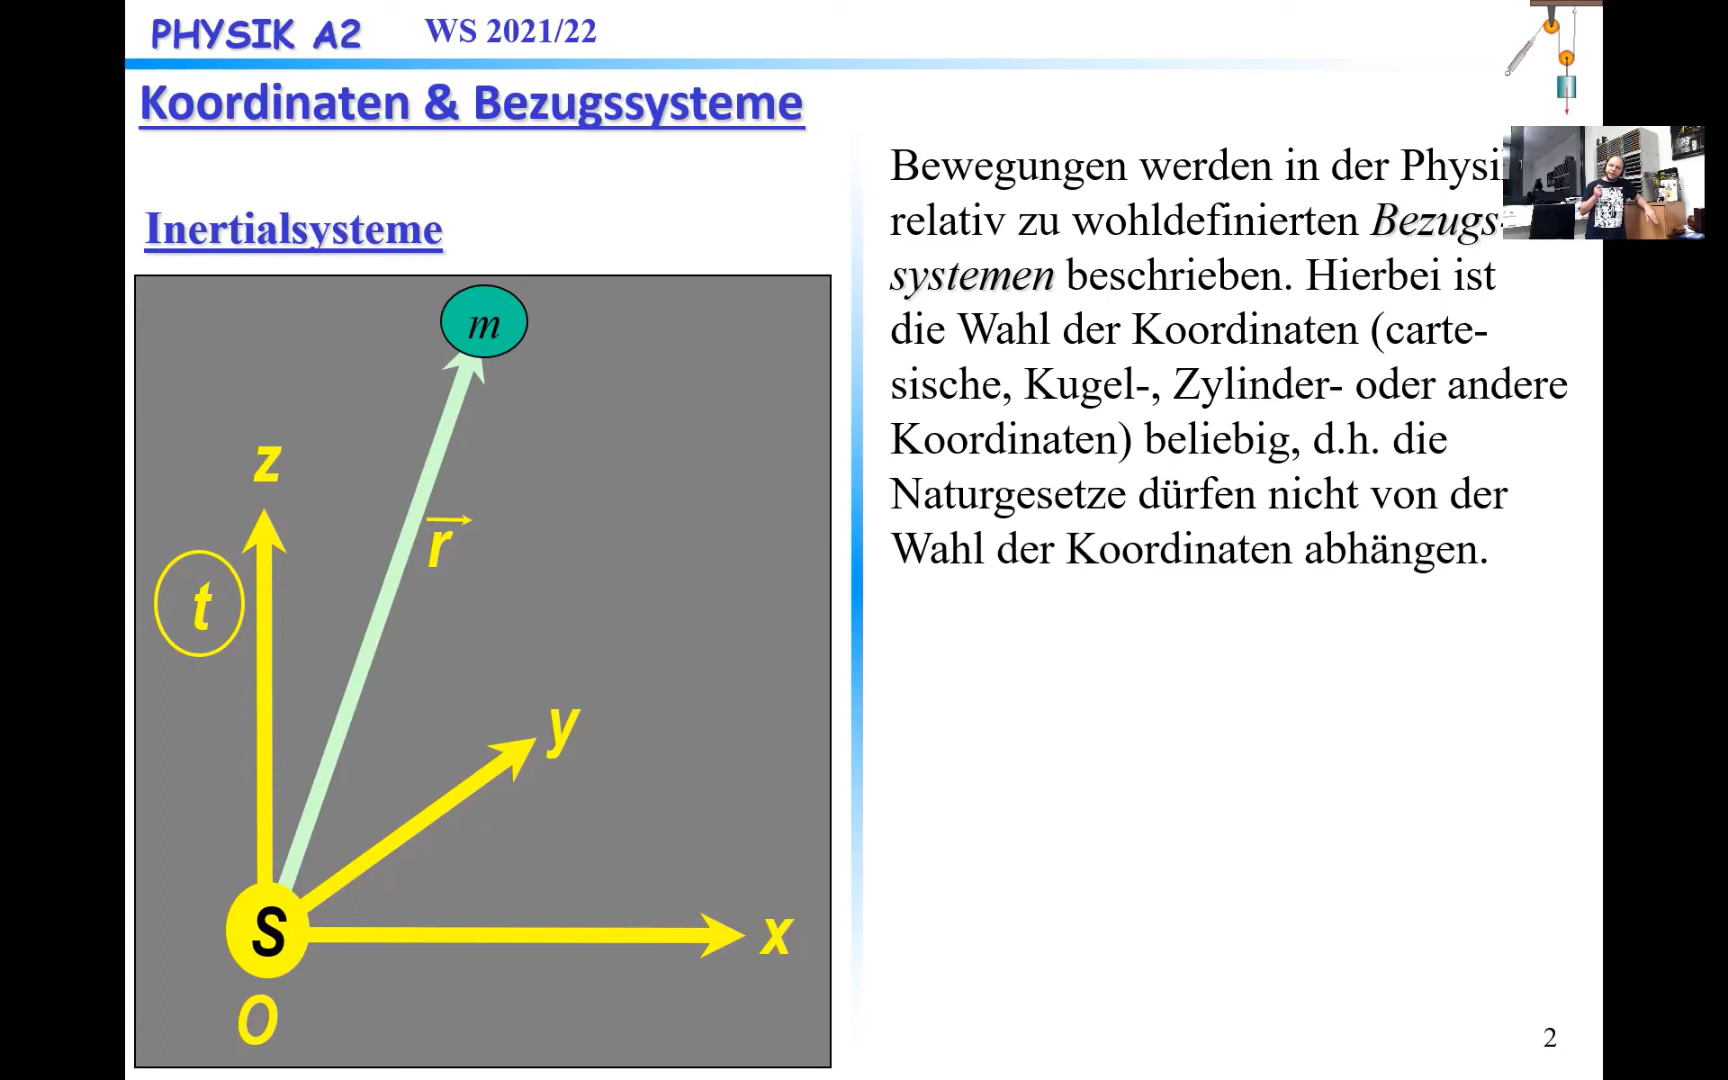 PHYSIK A2 WS 2021/22
Koordinaten & Bezugssysteme
Inertialsysteme
m
z
r
t
y
S
x
O
Bewegungen werden in der Physi
relativ zu wohldefinierten Bezugs-
systemen beschrieben. Hierbei ist
die Wahl der Koordinaten (carte-
sische, Kugel-, Zylinder- oder andere
Koordinaten) beliebig, d.h. die
Naturgesetze dürfen nicht von der
Wahl der Koordinaten abhängen.
2